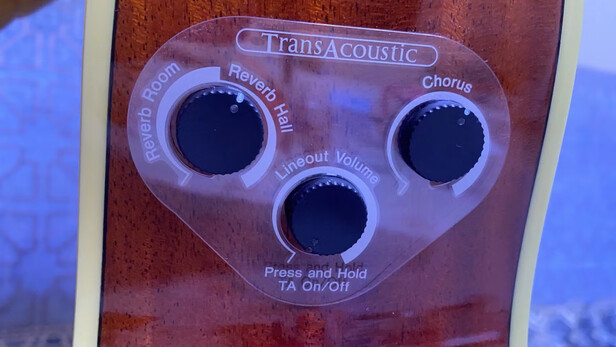 TransAcoustic
Reverb Room
Reverb Hall
Chorus
Lineout Volume
Press and Hold
TA On/Off